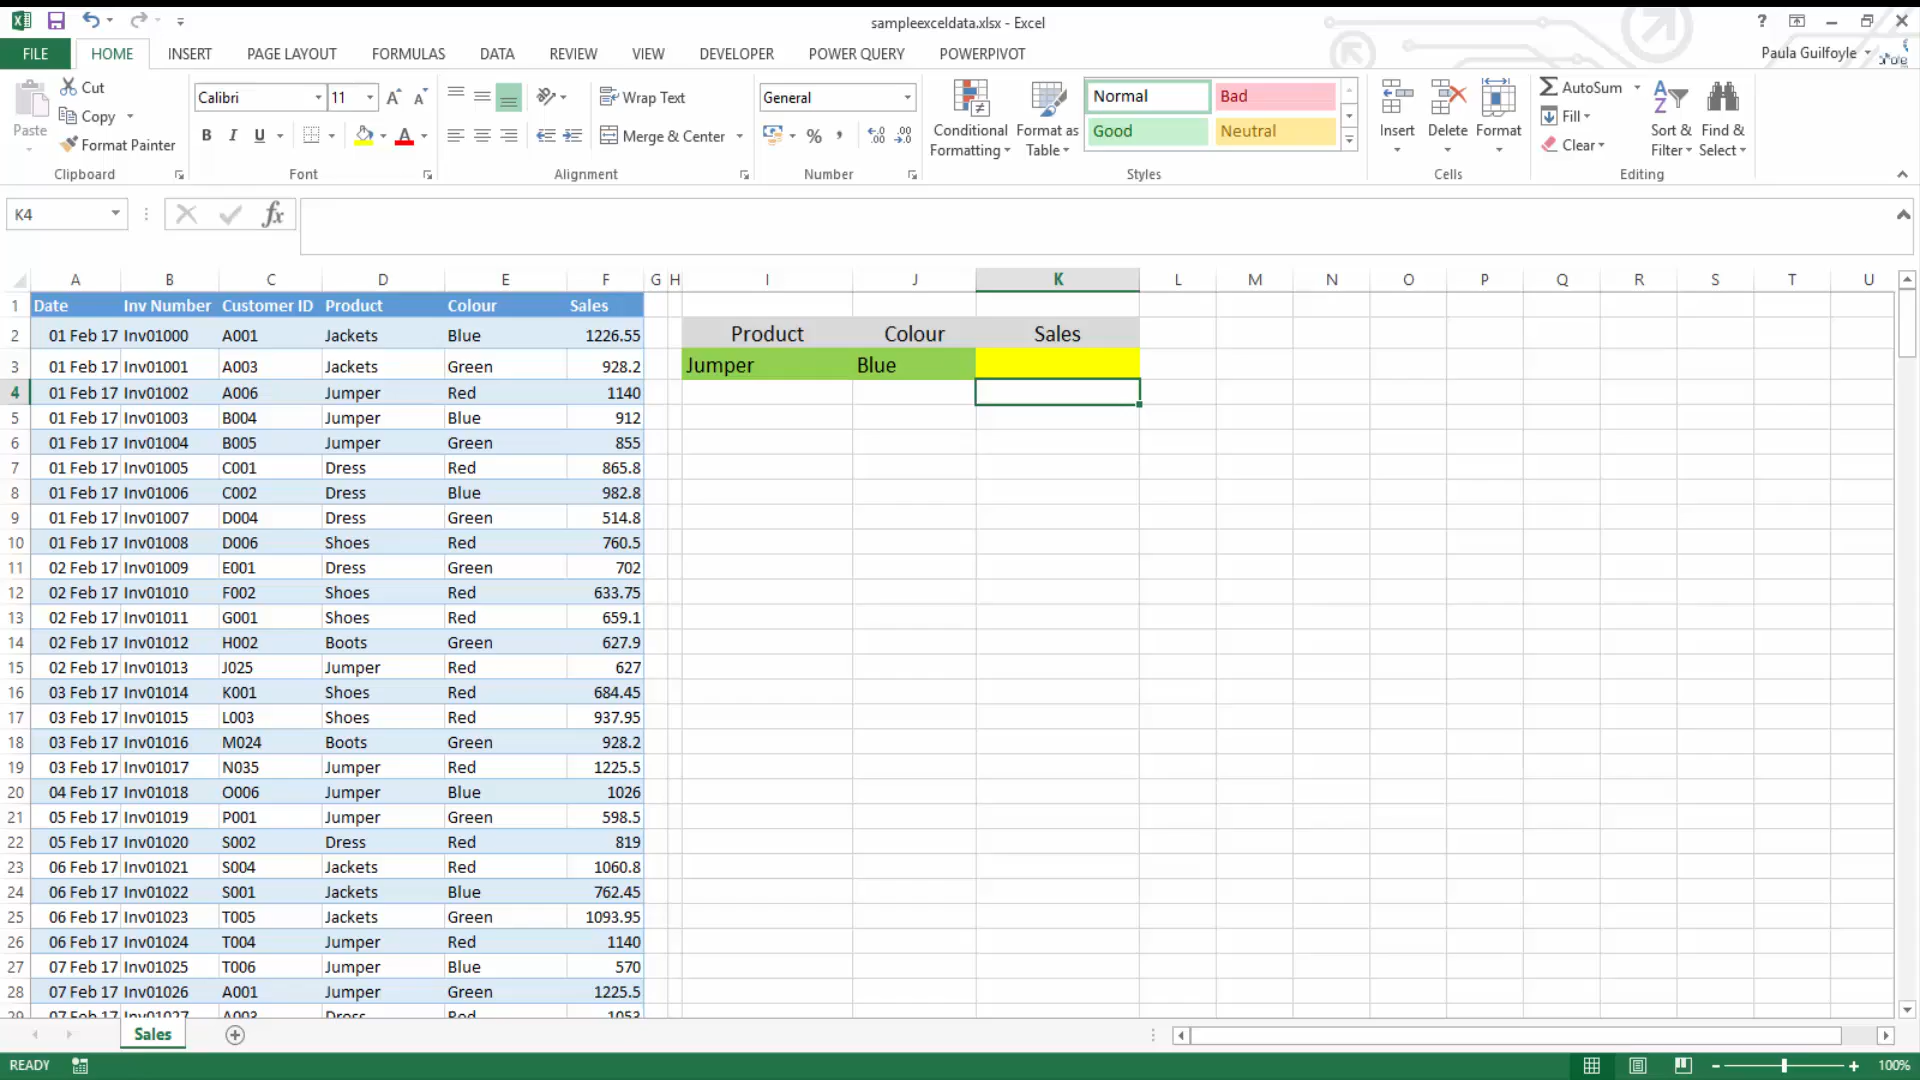 sampleexceldata.xlsx - Excel
?
FILE HOME INSERT PAGE LAYOUT FORMULAS DATA REVIEW VIEW DEVELOPER POWER QUERY POWERPIVOT Paula Guilfoyle
Paste
Cut
Copy
Format Painter
Clipboard
Calibri 11
B I U
Font
Wrap Text
Merge & Center
Alignment
General
%
Number
Conditional Formatting
Format as Table
Normal Bad
Good Neutral
Styles
Insert Delete Format
Cells
AutoSum
Fill
Clear
Sort & Filter
Find & Select
Editing
K4 fx
A B C D E F G H I J K L M N O P Q R S T U
1 Date Inv Number Customer ID Product Colour Sales
2 01 Feb 17 Inv01000 A001 Jackets Blue 1226.55 Product Colour Sales
3 01 Feb 17 Inv01001 A003 Jackets Green 928.2 Jumper Blue
4 01 Feb 17 Inv01002 A006 Jumper Red 1140
5 01 Feb 17 Inv01003 B004 Jumper Blue 912
6 01 Feb 17 Inv01004 B005 Jumper Green 855
7 01 Feb 17 Inv01005 C001 Dress Red 865.8
8 01 Feb 17 Inv01006 C002 Dress Blue 982.8
9 01 Feb 17 Inv01007 D004 Dress Green 514.8
10 01 Feb 17 Inv01008 D006 Shoes Red 760.5
11 02 Feb 17 Inv01009 E001 Dress Green 702
12 02 Feb 17 Inv01010 F002 Shoes Red 633.75
13 02 Feb 17 Inv01011 G001 Shoes Red 659.1
14 02 Feb 17 Inv01012 H002 Boots Green 627.9
15 02 Feb 17 Inv01013 J025 Jumper Red 627
16 03 Feb 17 Inv01014 K001 Shoes Red 684.45
17 03 Feb 17 Inv01015 L003 Shoes Red 937.95
18 03 Feb 17 Inv01016 M024 Boots Green 928.2
19 03 Feb 17 Inv01017 N035 Jumper Red 1225.5
20 04 Feb 17 Inv01018 O006 Jumper Blue 1026
21 05 Feb 17 Inv01019 P001 Jumper Green 598.5
22 05 Feb 17 Inv01020 S002 Dress Red 819
23 06 Feb 17 Inv01021 S004 Jackets Red 1060.8
24 06 Feb 17 Inv01022 S001 Jackets Blue 762.45
25 06 Feb 17 Inv01023 T005 Jackets Green 1093.95
26 06 Feb 17 Inv01024 T004 Jumper Red 1140
27 07 Feb 17 Inv01025 T006 Jumper Blue 570
28 07 Feb 17 Inv01026 A001 Jumper Green 1225.5
29 07 Feb 17 Inv01027 A003 Dress Red 1053
Sales
READY 100%